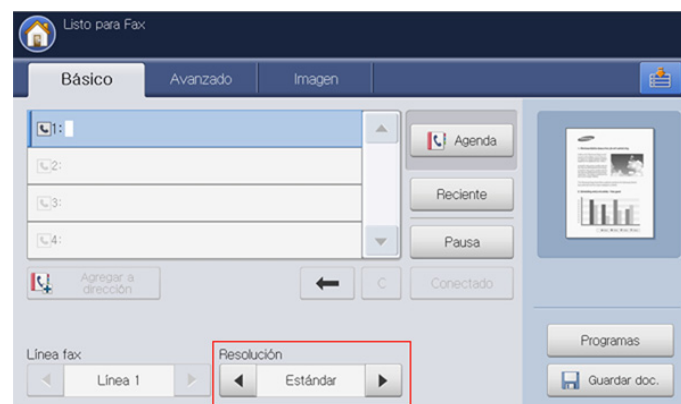 Listo para Fax
Básico
Avanzado
Imagen
1:
Agenda
2:
3:
Reciente
4:
Pausa
Agregar a
dirección
C
Conectado
Programas
Línea fax
Resolución
Línea 1
Estándar
Guardar doc.